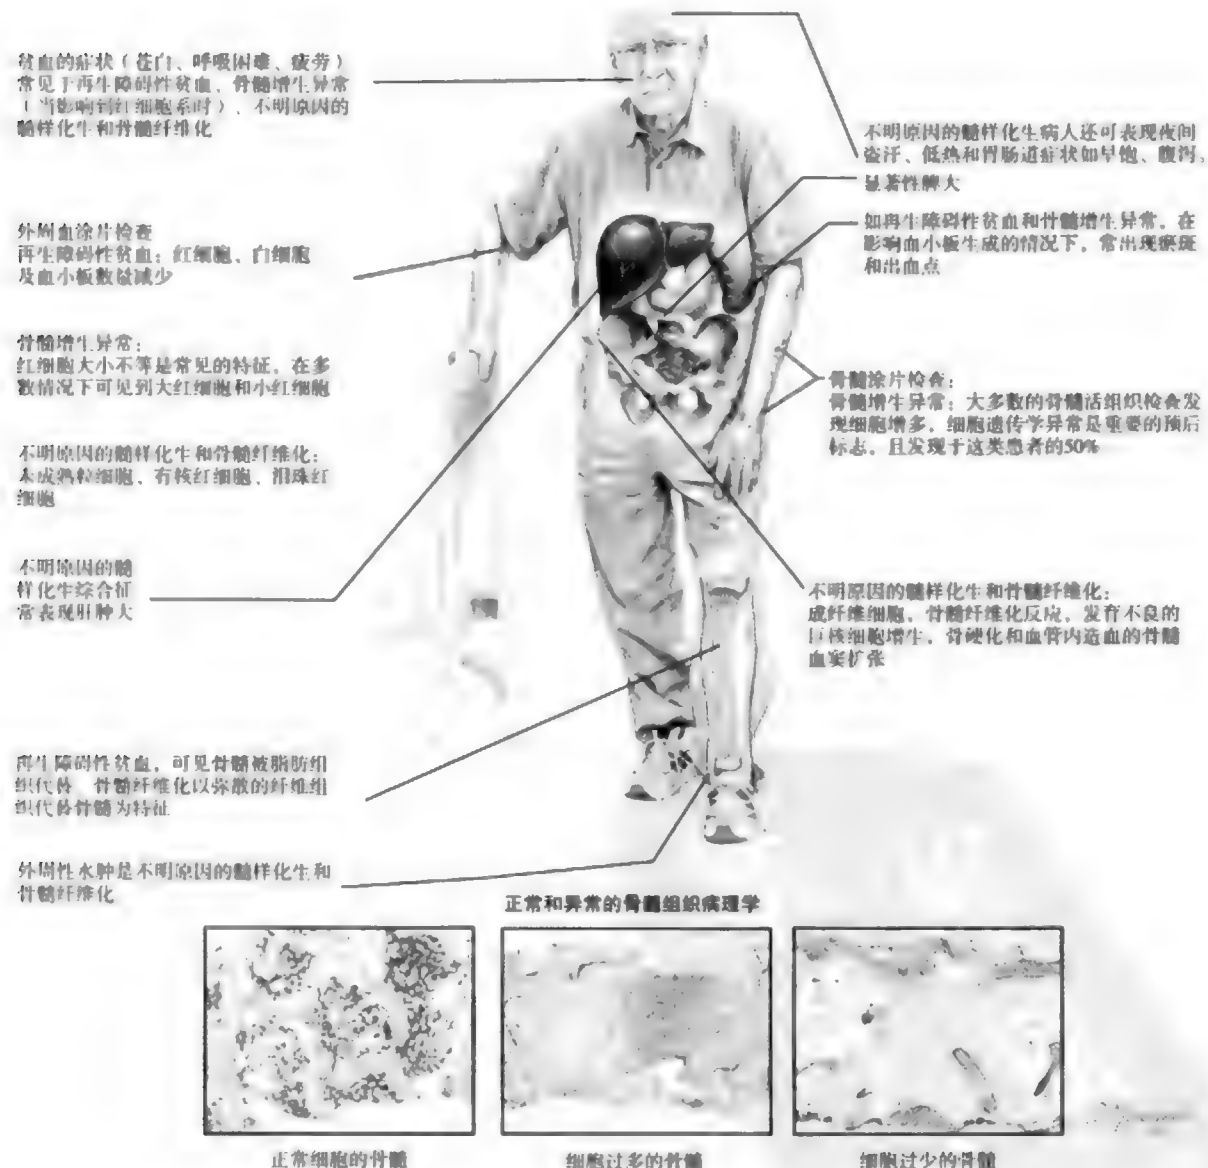 贫血的症状（苍白、呼吸困难、疲劳）
常见于再生障碍性贫血、骨髓增生异常
（当影响到红细胞系时）、不明原因的
髓样化生和骨髓纤维化
外周血涂片检查
再生障碍性贫血：红细胞、白细胞
及血小板数量减少
骨髓增生异常：
红细胞大小不等是常见的特征，在多
数情况下可见到大红细胞和小红细胞
不明原因的髓样化生和骨髓纤维化：
未成熟粒细胞、有核红细胞、泪珠红
细胞
不明原因的髓
样化生综合征
常表现肝肿大
再生障碍性贫血，可见骨髓被脂肪组
织代替、骨髓纤维化以弥散的纤维组
织代替骨髓为特征
外周性水肿是不明原因的髓样化生和
骨髓纤维化
不明原因的髓样化生病人还可表现夜间
盗汗、低热和胃肠道症状如早饱、腹泻，
显著性脾大
如再生障碍性贫血和骨髓增生异常，在
影响血小板生成的情况下，常出现瘀斑
和出血点
骨髓涂片检查：
骨髓增生异常：大多数的骨髓活组织检查发
现细胞增多，细胞遗传学异常是重要的预后
标志，且发现于这类患者的50%
不明原因的髓样化生和骨髓纤维化：
成纤维细胞，骨髓纤维化反应，发育不良的
巨核细胞增生，骨硬化和血管内造血的骨髓
血窦扩张
正常和异常的骨髓组织病理学
正常细胞的骨髓
细胞过多的骨髓
细胞过少的骨髓